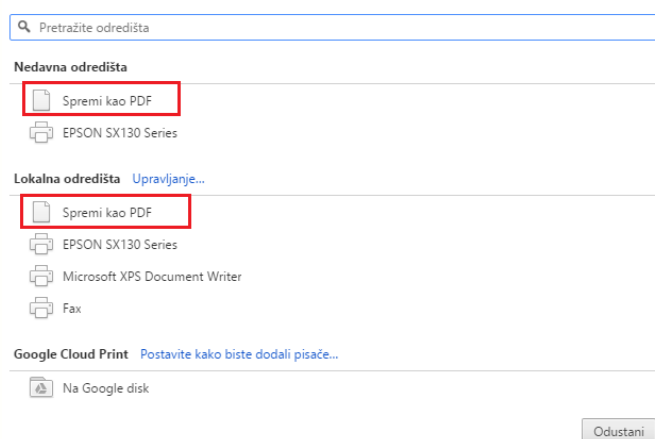 Pretražite odredišta
Nedavna odredišta
Spremi kao PDF
EPSON SX130 Series
Lokalna odredišta Upravljanje...
Spremi kao PDF
EPSON SX130 Series
Microsoft XPS Document Writer
Fax
Google Cloud Print Postavite kako biste dodali pisače...
Na Google disk
Odustani